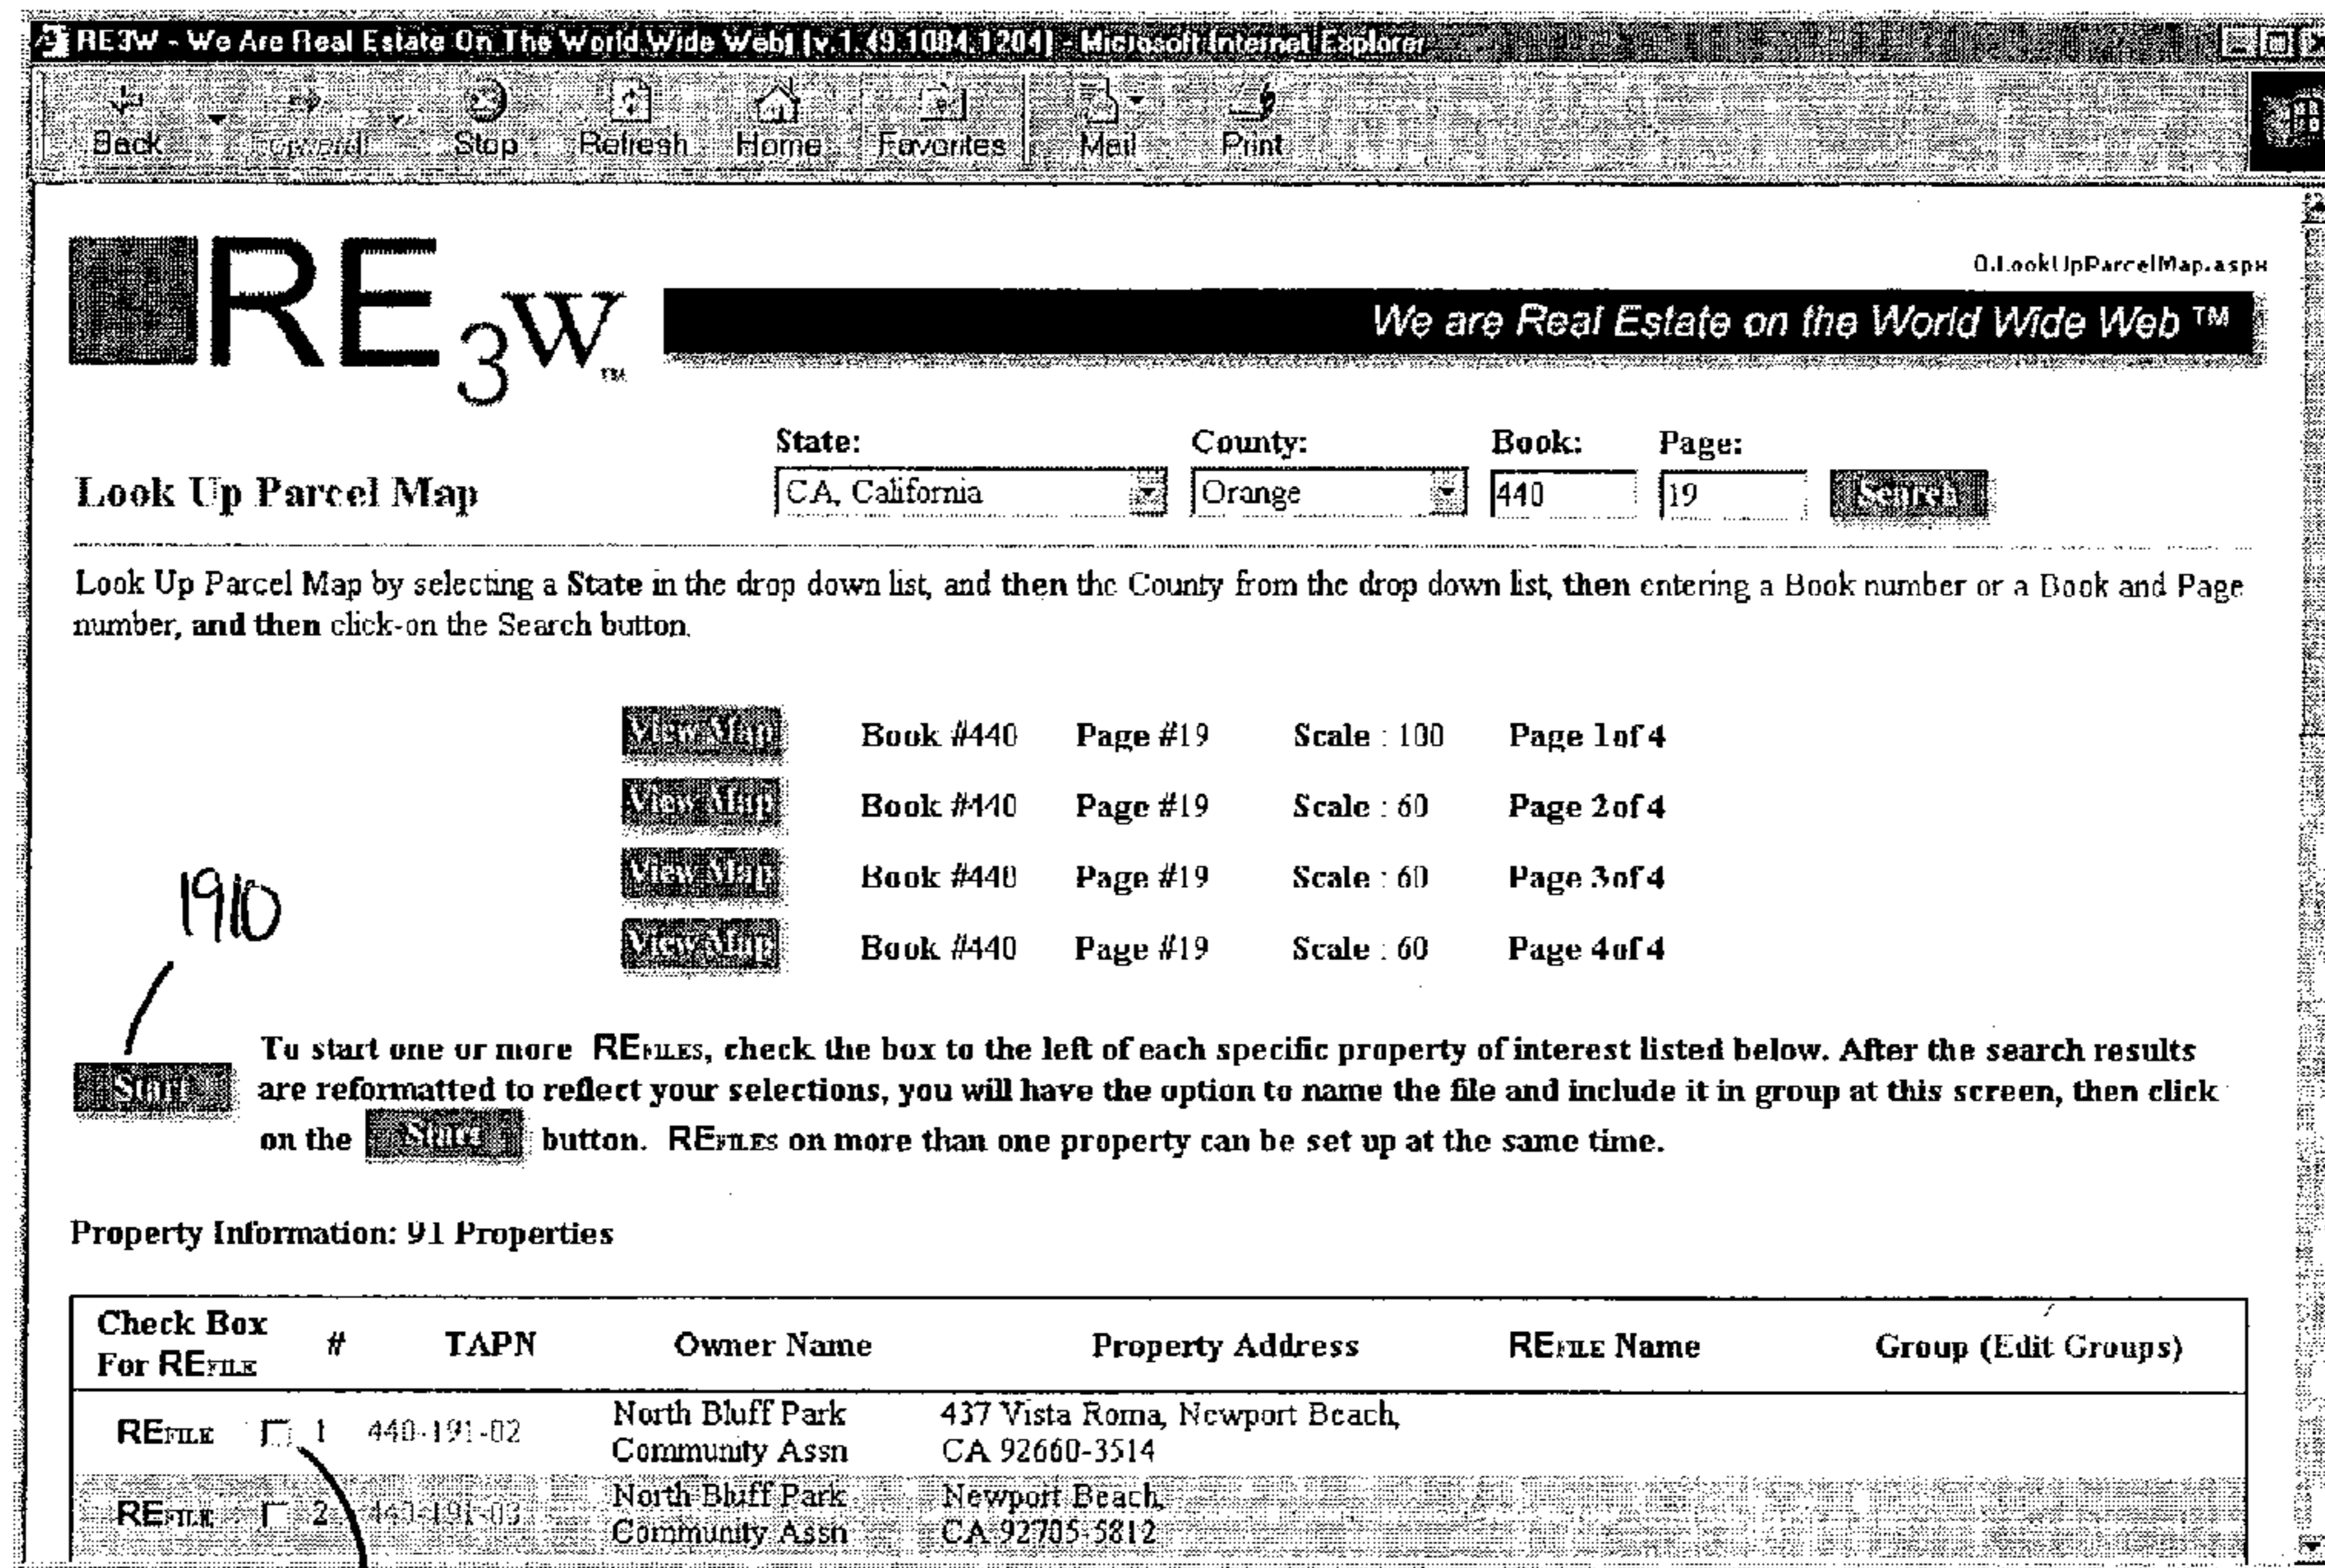 RE3W - We Are Real Estate On The World Wide Web! [v.1.49.1084.1204] - Microsoft Internet Explorer
Back Forward Stop Refresh Home Favorites Mail Print
0.LookUpParcelMap.aspx
RE3W™
We are Real Estate on the World Wide Web ™
State: County: Book: Page:
Look Up Parcel Map CA, California Orange 440 19 Search
Look Up Parcel Map by selecting a State in the drop down list, and then the County from the drop down list, then entering a Book number or a Book and Page
number, and then click-on the Search button.
View Map Book #440 Page #19 Scale : 100 Page 1of 4
View Map Book #440 Page #19 Scale : 60 Page 2of 4
View Map Book #440 Page #19 Scale : 60 Page 3of 4
View Map Book #440 Page #19 Scale : 60 Page 4of 4
1910
To start one or more REFILES, check the box to the left of each specific property of interest listed below. After the search results
Start are reformatted to reflect your selections, you will have the option to name the file and include it in group at this screen, then click
on the Start button. REFILES on more than one property can be set up at the same time.
Property Information: 91 Properties
Check Box For REFILE # TAPN Owner Name Property Address REFILE Name Group (Edit Groups)
REFILE 1 440-191-02 North Bluff Park Community Assn 437 Vista Roma, Newport Beach, CA 92660-3514
REFILE 2 440-191-03 North Bluff Park Community Assn Newport Beach, CA 92705-5812